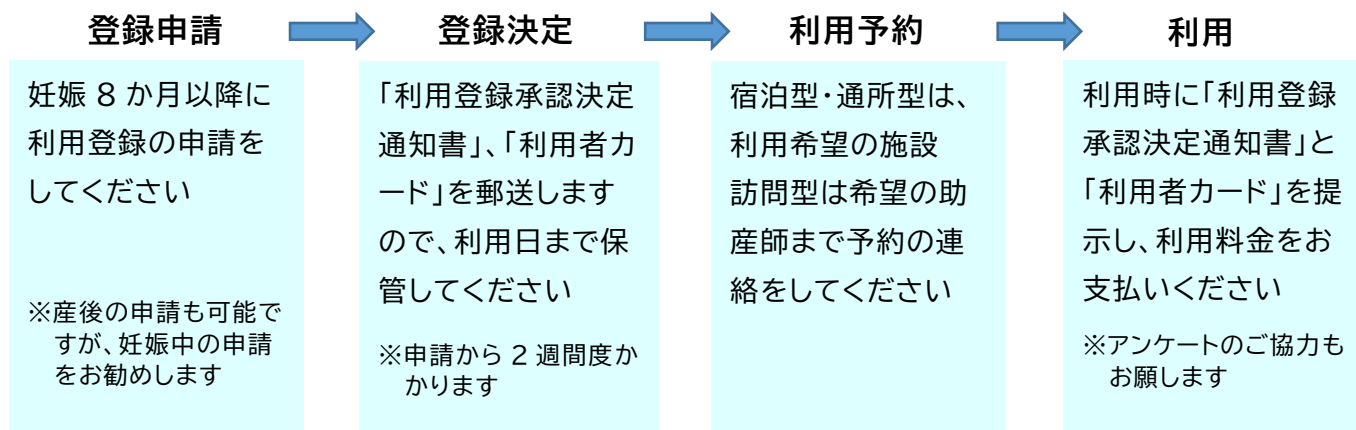 登録申請
登録決定
利用予約
利用
妊娠 8 か月以降に
利用登録の申請を
してください
※産後の申請も可能で
すが、妊娠中の申請
をお勧めします
「利用登録承認決定
通知書」、「利用者カ
ード」を郵送します
ので、利用日まで保
管してください
※申請から 2 週間度か
かります
宿泊型・通所型は、
利用希望の施設
訪問型は希望の助
産師まで予約の連
絡をしてください
利用時に「利用登録
承認決定通知書」と
「利用者カード」を提
示し、利用料金をお
支払いください
※アンケートのご協力も
お願します